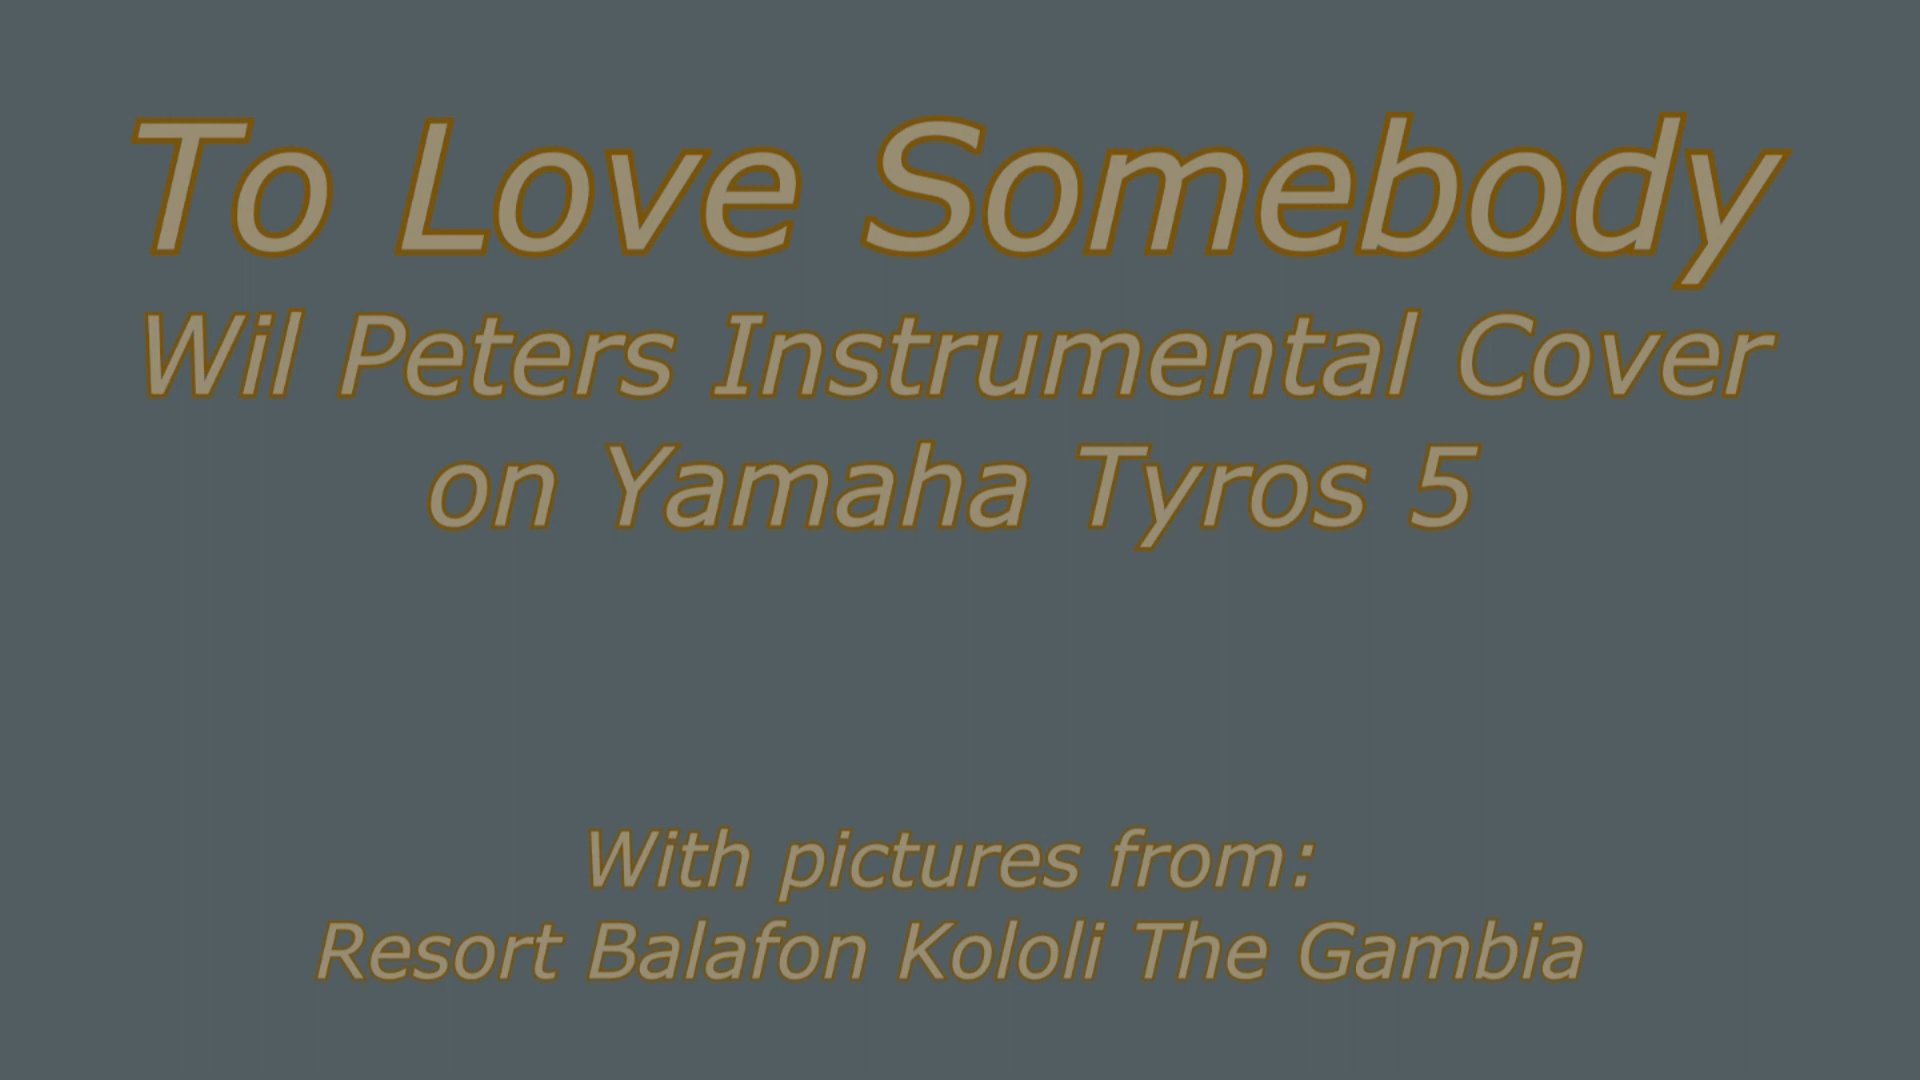 To Love Somebody
Wil Peters Instrumental Cover
on Yamaha Tyros 5
With pictures from:
Resort Balafon Kololi The Gambia